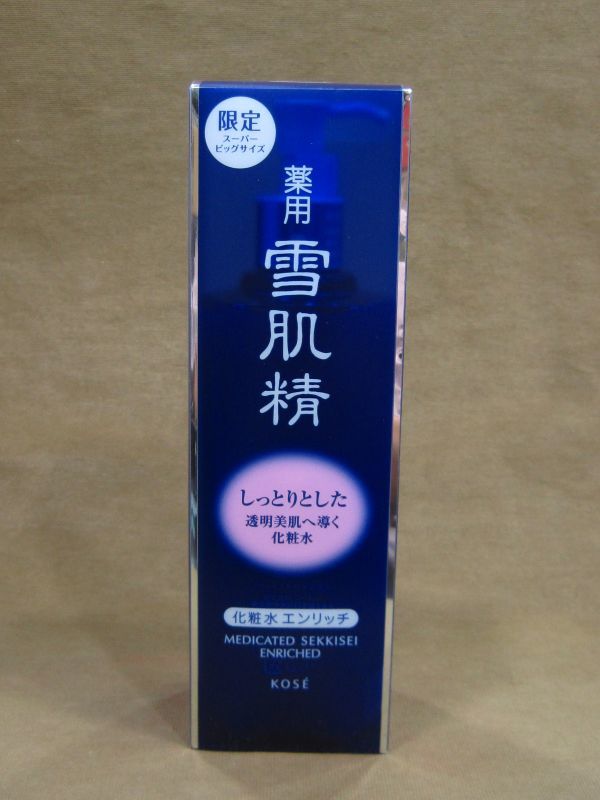 限定
スーパー
ビッグサイズ
薬用
雪肌精
しっとりとした
透明美肌へ導く
化粧水
化粧水 エンリッチ
MEDICATED SEKKISEI
ENRICHED
KOSÉ